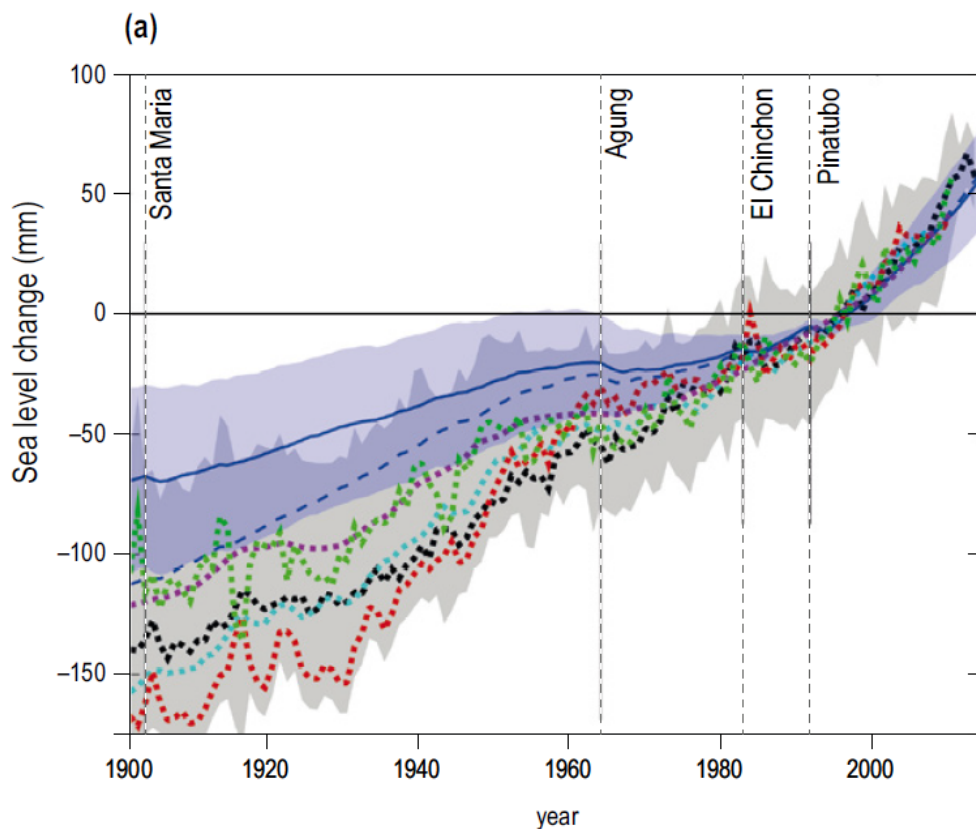 (a)
100
50
0
−50
−100
−150
Sea level change (mm)
Santa Maria
Agung
El Chinchon
Pinatubo
1900
1920
1940
1960
1980
2000
year